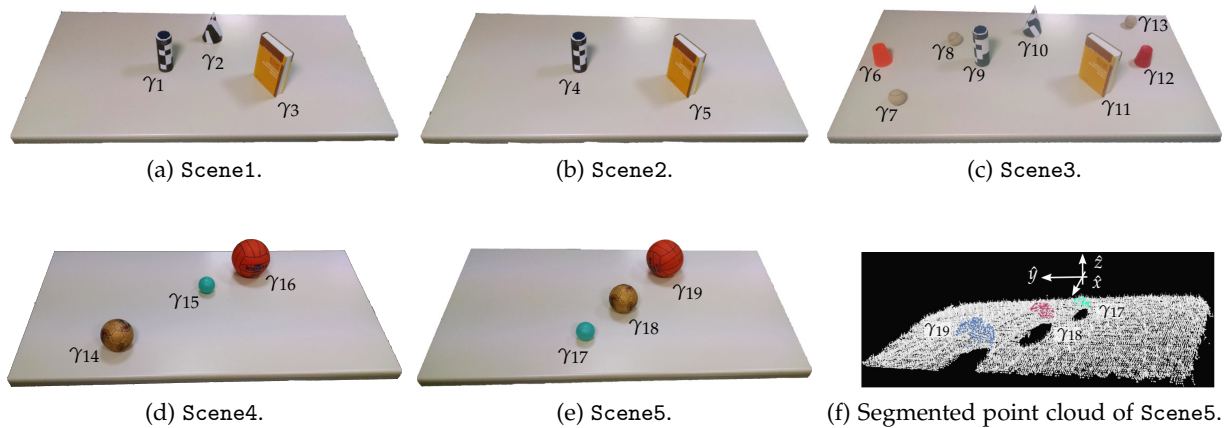 γ1
γ2
γ3
(a) Scene1.
γ4
γ5
(b) Scene2.
γ6
γ7
γ8
γ9
γ10
γ11
γ12
γ13
(c) Scene3.
γ14
γ15
γ16
(d) Scene4.
γ17
γ18
γ19
(e) Scene5.
ẑ
ŷ
x̂
γ19
γ18
γ17
(f) Segmented point cloud of Scene5.